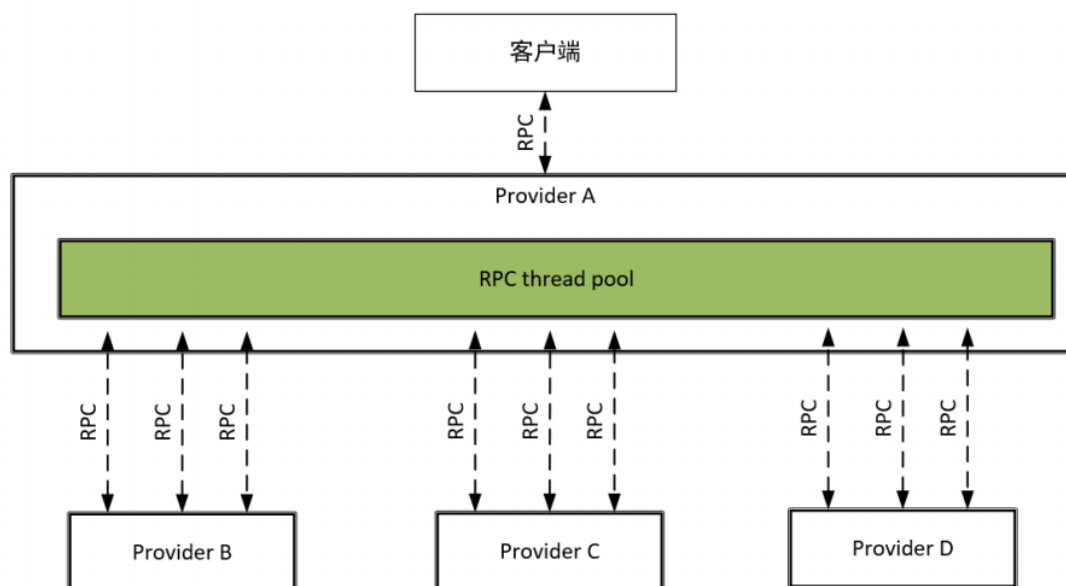 客户端
RPC
Provider A
RPC thread pool
RPC RPC RPC RPC RPC RPC RPC RPC RPC
Provider B Provider C Provider D